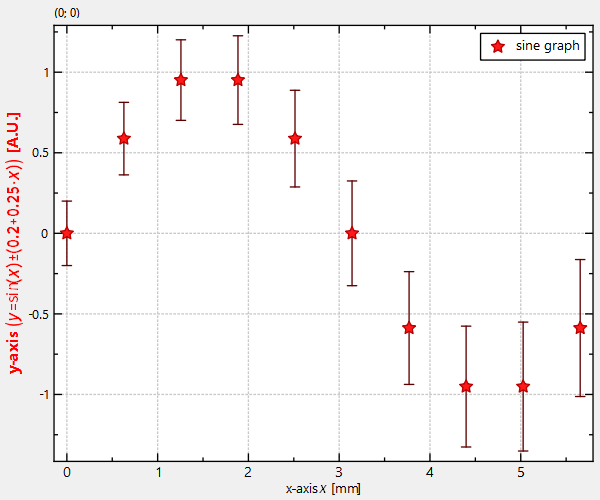 (0; 0)
sine graph
y-axis (y=sin(x)±(0.2+0.25·x)) [A.U.]
1
0.5
0
-0.5
-1
0 1 2 3 4 5
x-axis x [mm]